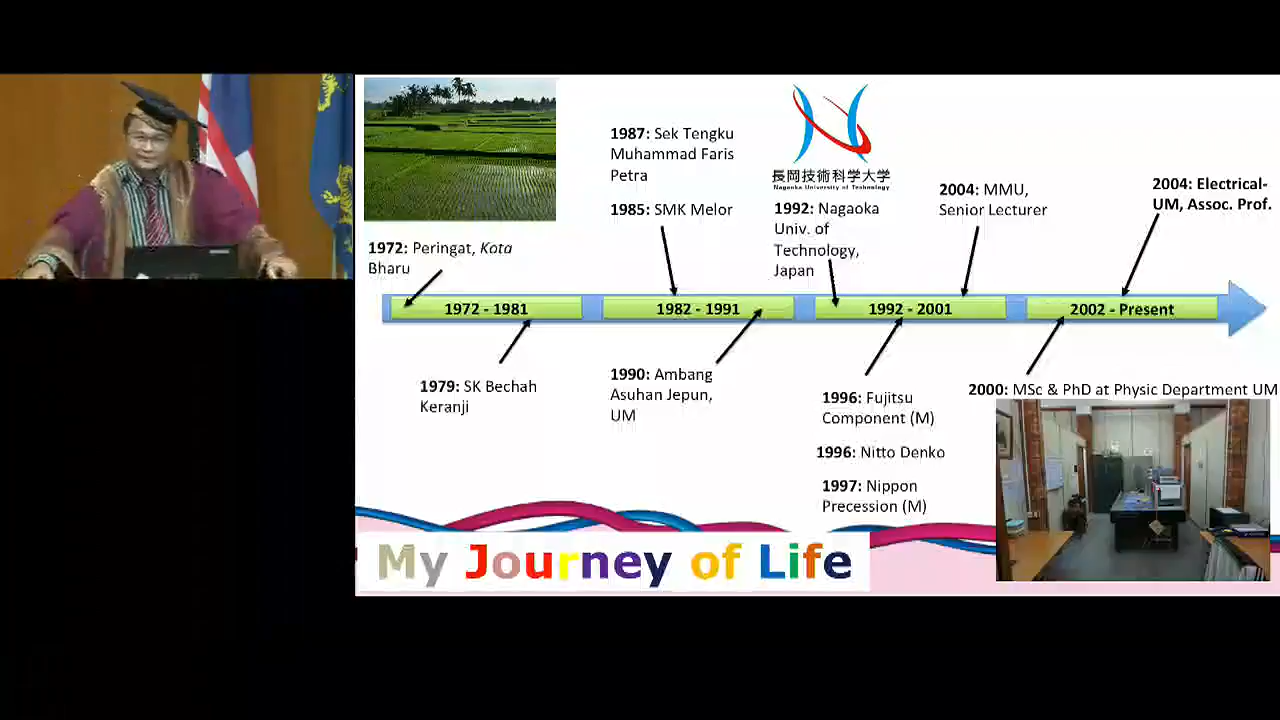 1987: Sek Tengku
Muhammad Faris
Petra
1985: SMK Melor
長岡技術科学大学
Nagaoka University of Technology
1992: Nagaoka
Univ. of
Technology,
Japan
2004: MMU,
Senior Lecturer
2004: Electrical-
UM, Assoc. Prof.
1972: Peringat, Kota
Bharu
1972 - 1981
1982 - 1991
1992 - 2001
2002 - Present
1979: SK Bechah
Keranji
1990: Ambang
Asuhan Jepun,
UM
1996: Fujitsu
Component (M)
1996: Nitto Denko
1997: Nippon
Precession (M)
2000: MSc & PhD at Physic Department UM
My Journey of Life